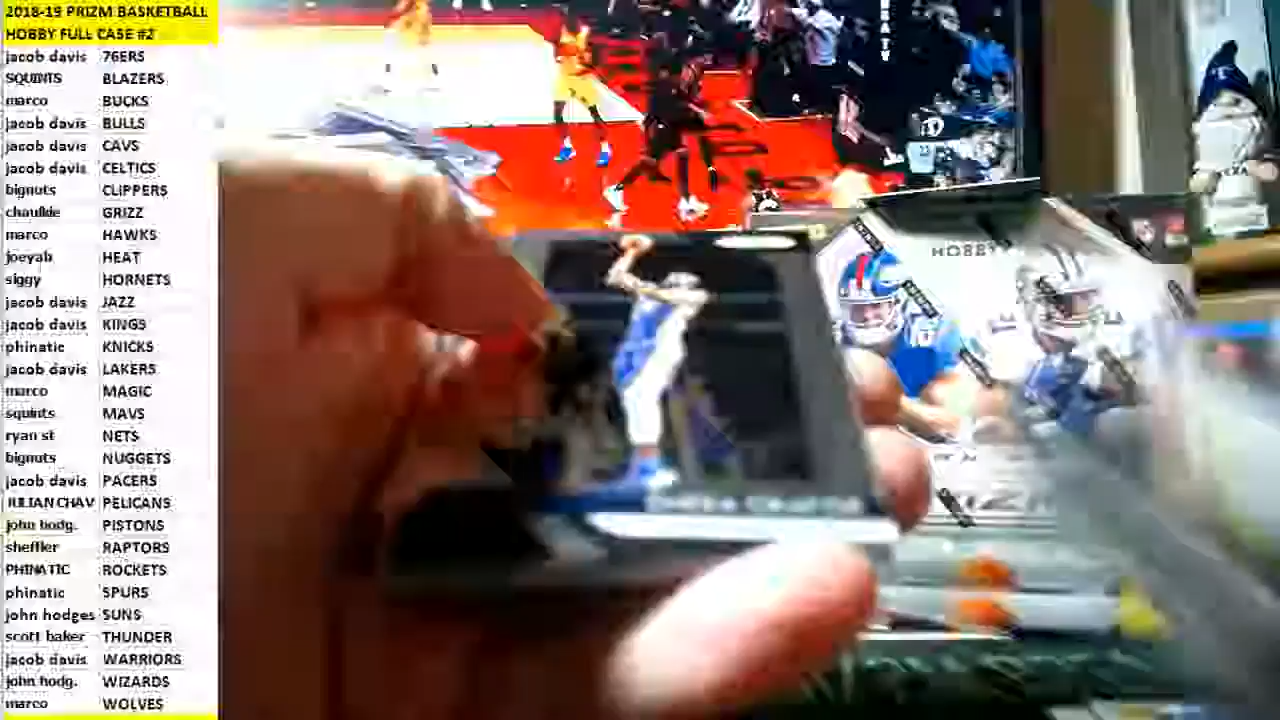 2018-19 PRIZM BASKETBALL
HOBBY FULL CASE #2
jacob davis 76ERS
SQUINTS BLAZERS
marco BUCKS
jacob davis BULLS
jacob davis CAVS
jacob davis CELTICS
bignuts CLIPPERS
chaulkie GRIZZ
marco HAWKS
joeyab HEAT
siggy HORNETS
jacob davis JAZZ
jacob davis KINGS
phinatic KNICKS
jacob davis LAKERS
marco MAGIC
squints MAVS
ryan st NETS
bignuts NUGGETS
jacob davis PACERS
JULIAN CHAV PELICANS
john hodg. PISTONS
sheffler RAPTORS
PHINATIC ROCKETS
phinatic SPURS
john hodges SUNS
scott baker THUNDER
jacob davis WARRIORS
john hodg. WIZARDS
marco WOLVES
HOBBY